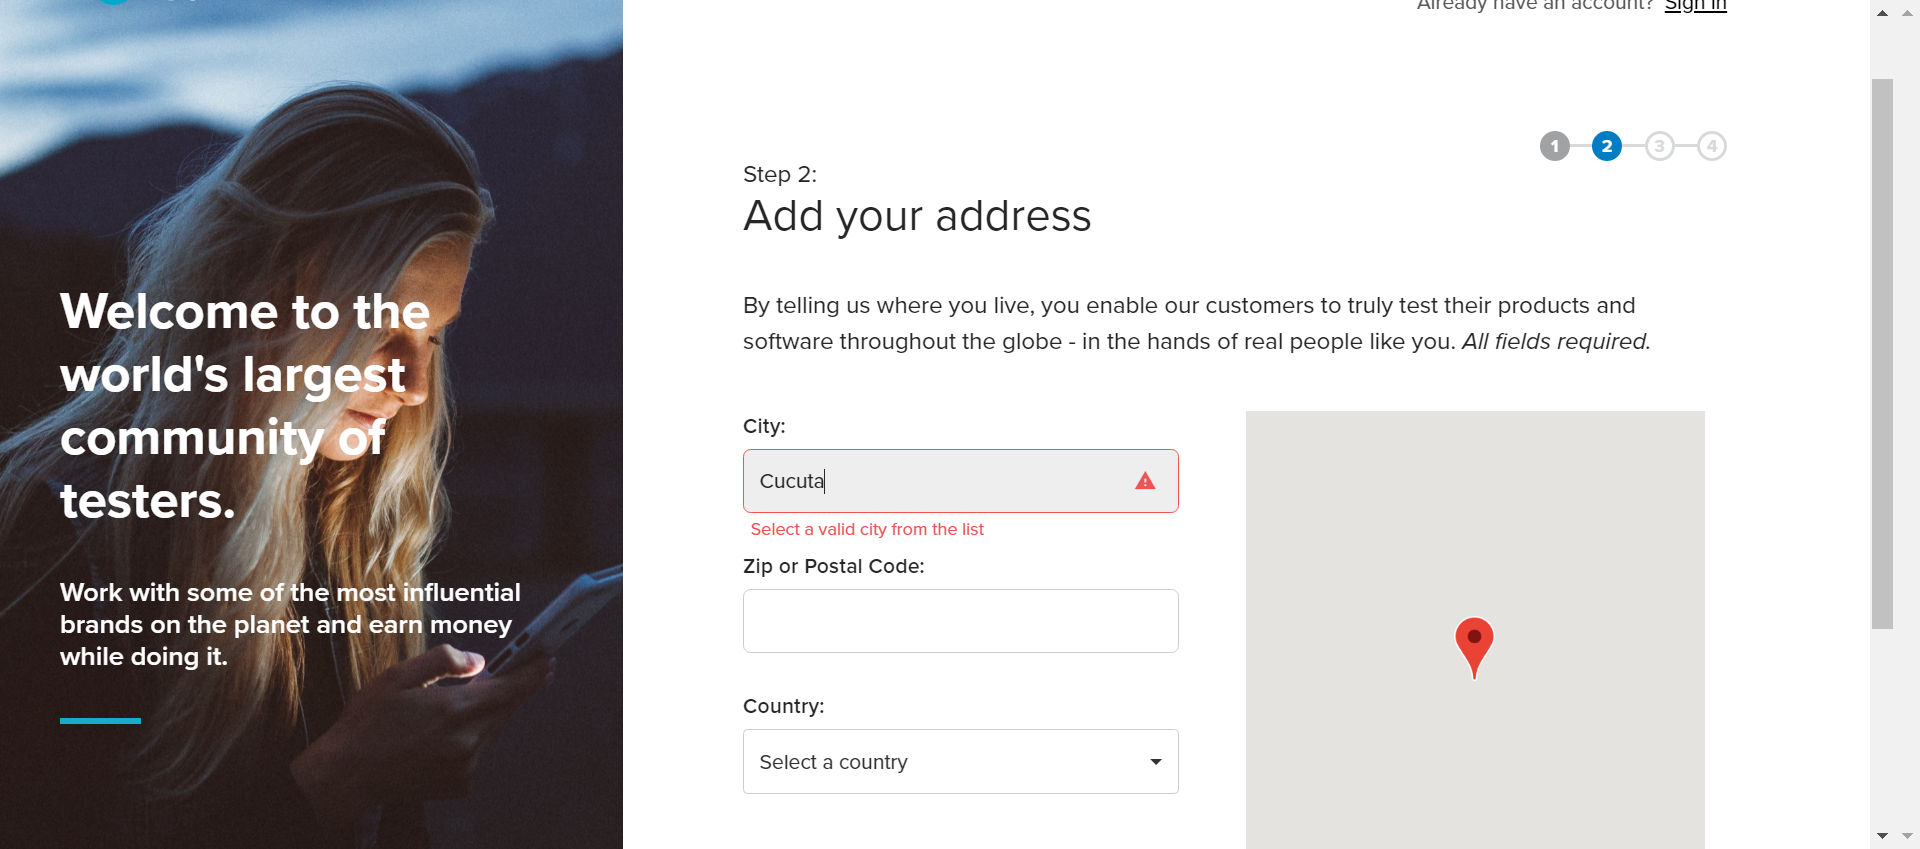 Already have an account? Sign In
1 2 3 4
Step 2:
Add your address
By telling us where you live, you enable our customers to truly test their products and
software throughout the globe - in the hands of real people like you. All fields required.
City:
Cucuta
Select a valid city from the list
Zip or Postal Code:
Country:
Select a country
Welcome to the
world's largest
community of
testers.
Work with some of the most influential
brands on the planet and earn money
while doing it.